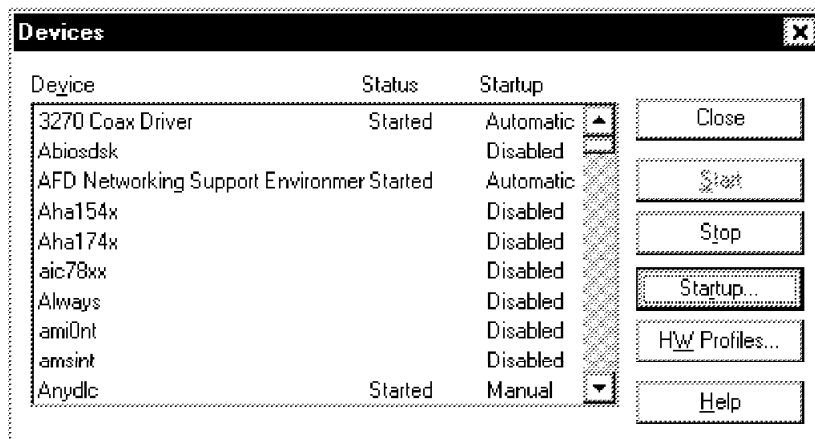 Devices
Device Status Startup
3270 Coax Driver Started Automatic
Abiosdsk Disabled
AFD Networking Support Environmer Started Automatic
Aha154x Disabled
Aha174x Disabled
aic78xx Disabled
Always Disabled
ami0nt Disabled
amsint Disabled
Anydlc Started Manual
Close
Start
Stop
Startup...
HW Profiles...
Help